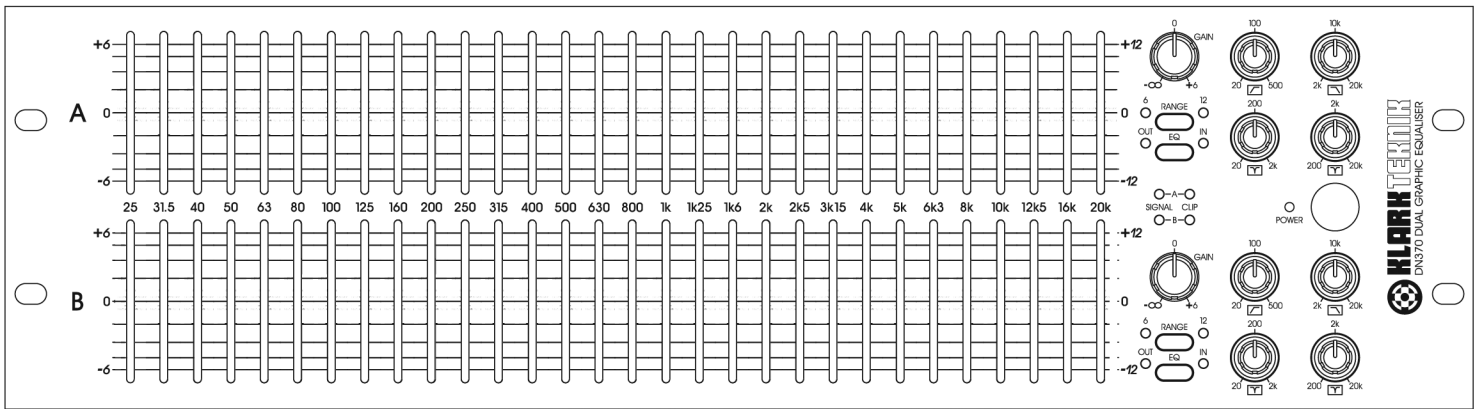 0 100 10k
+6 +12 GAIN
-∞ +6 20 500 2k 20k
A 0 0 6 RANGE 12 200 2k
OUT EQ IN
-6 -12 20 2k 200 20k
A
SIGNAL CLIP
B
POWER
25 31.5 40 50 63 80 100 125 160 200 250 315 400 500 630 800 1k 1k25 1k6 2k 2k5 3k15 4k 5k 6k3 8k 10k 12k5 16k 20k
0 100 10k
+6 +12 GAIN
-∞ +6 20 500 2k 20k
B 0 0 6 RANGE 12 200 2k
OUT EQ IN
-6 -12 20 2k 200 20k
KLARK TEKNIK
DN370 DUAL GRAPHIC EQUALISER